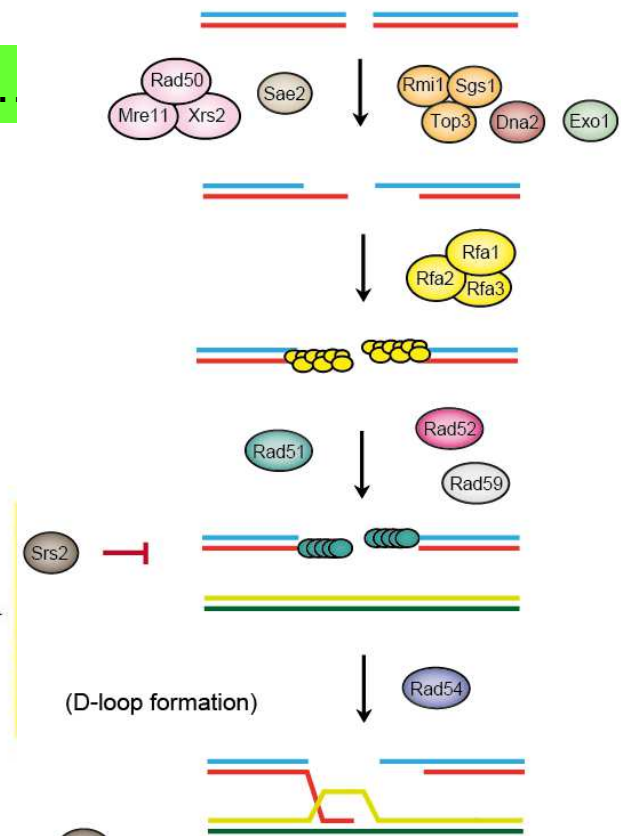 Rad50
Mre11 Xrs2
Sae2
Rmi1 Sgs1
Top3 Dna2 Exo1
Rfa1
Rfa2 Rfa3
Rad51
Rad52
Rad59
Srs2
Rad54
(D-loop formation)